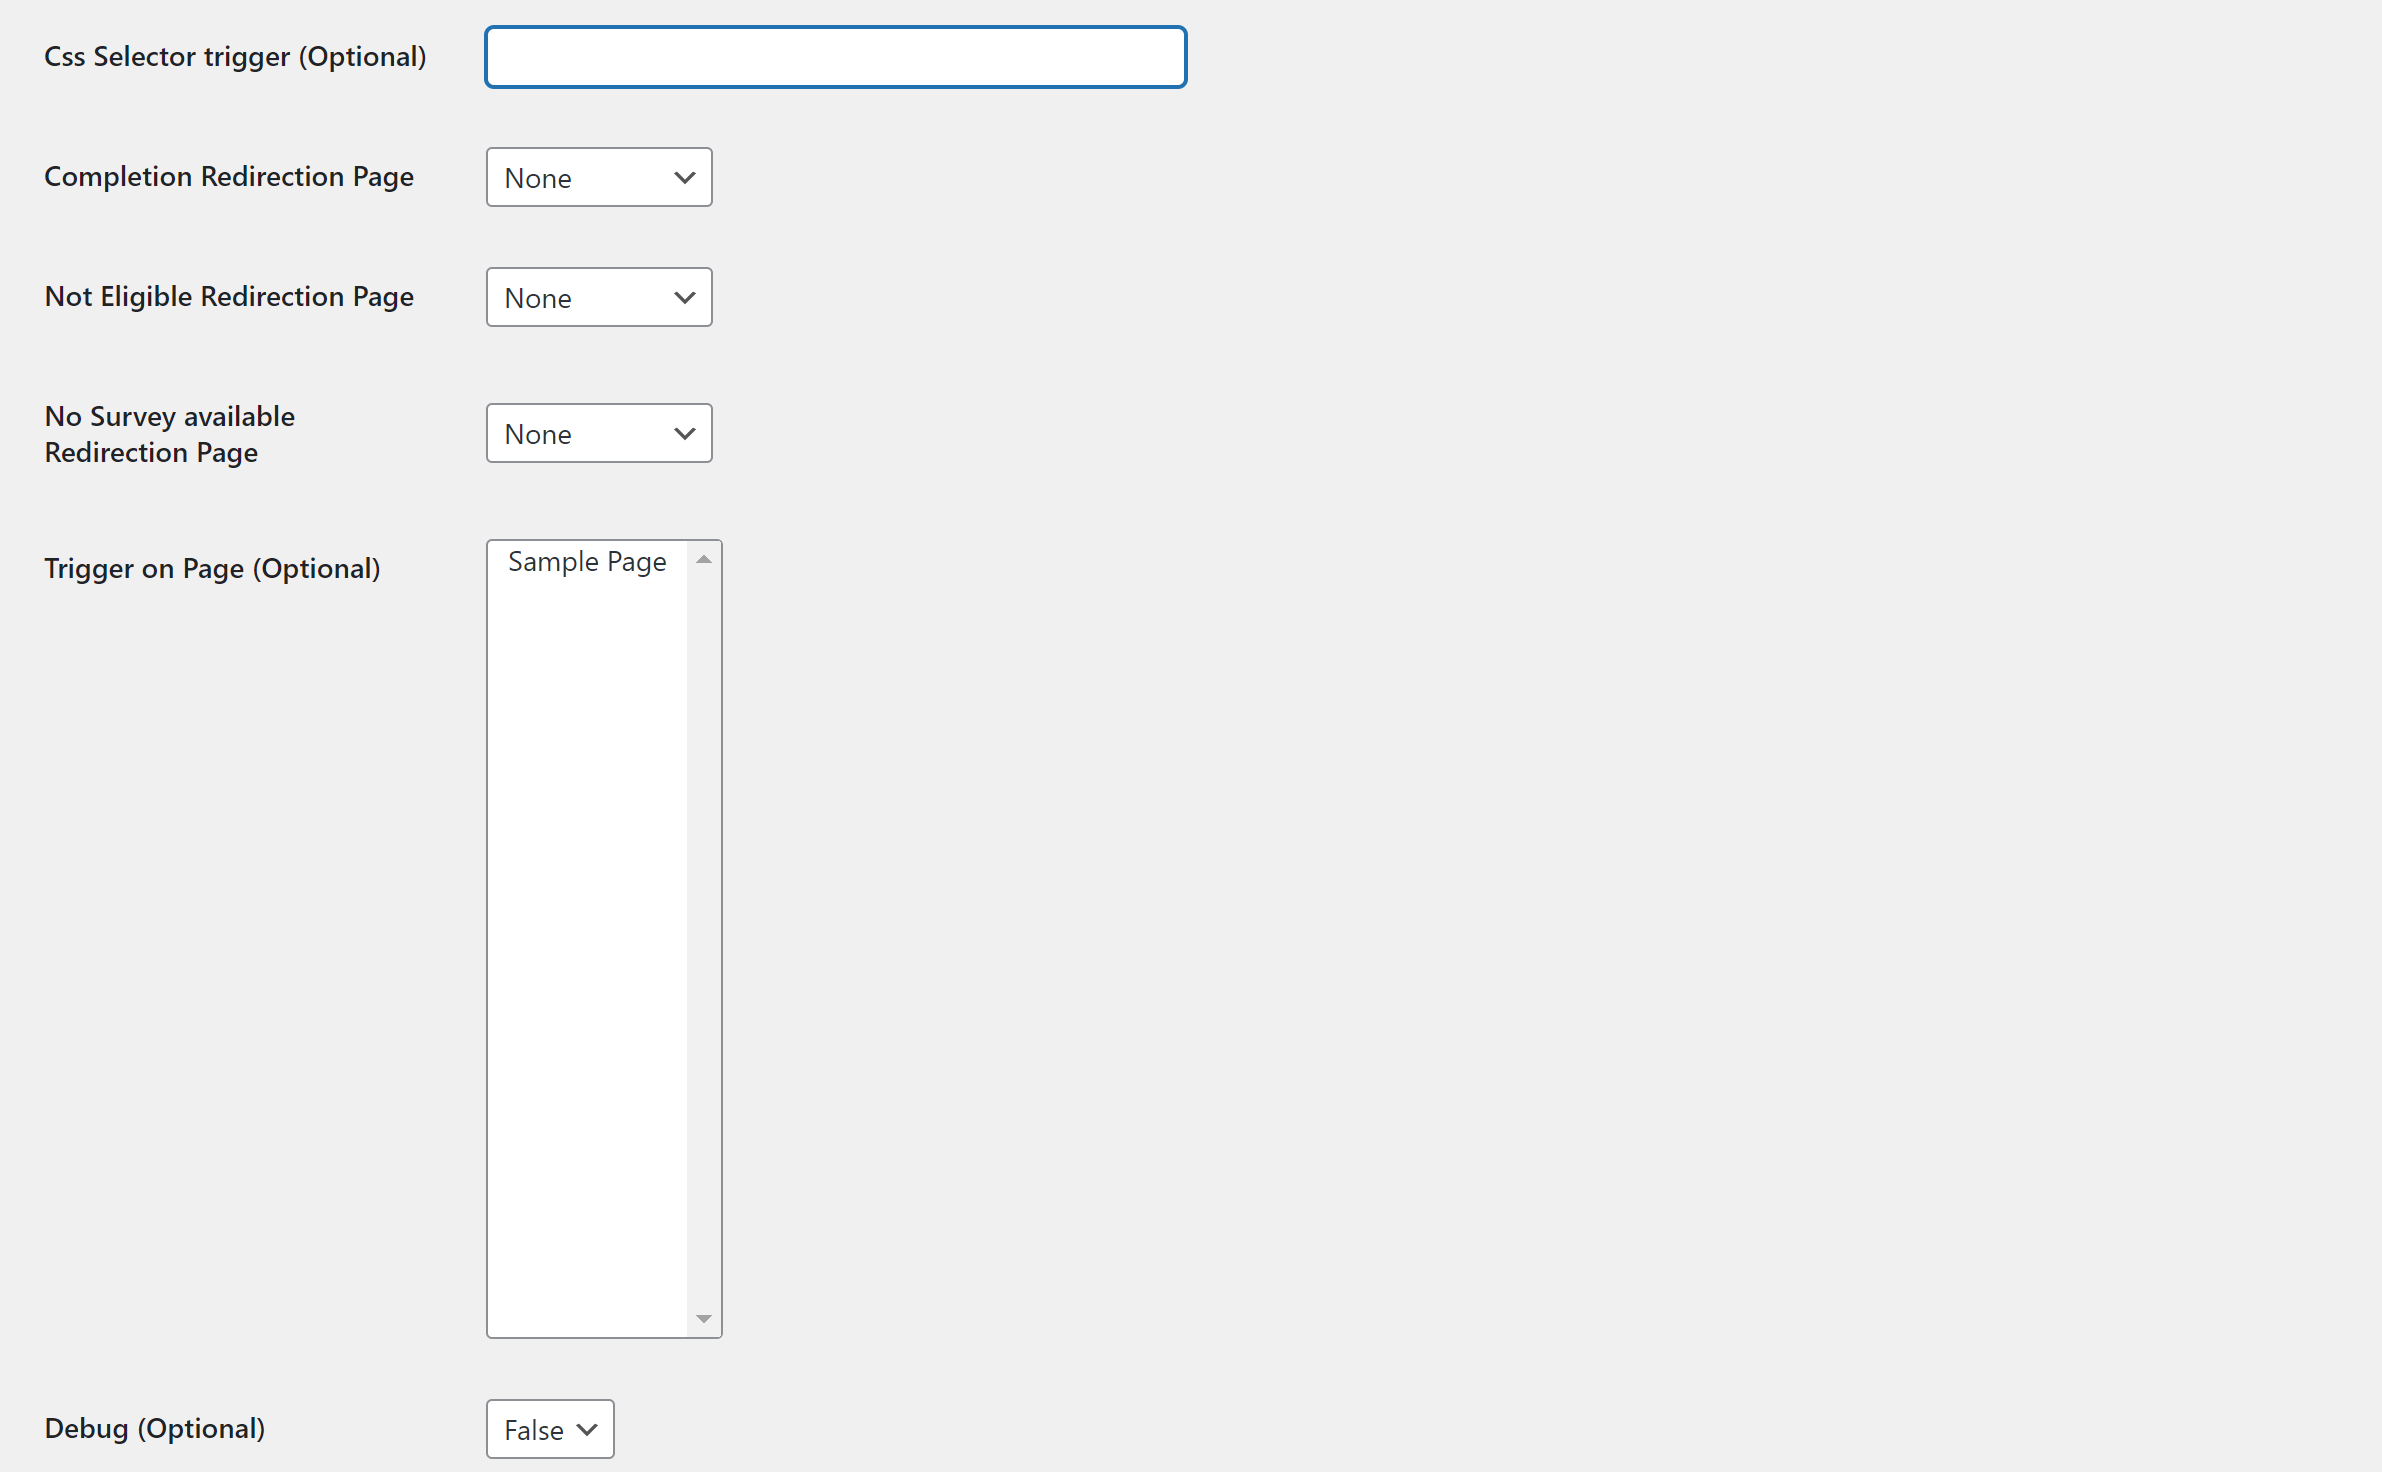 Css Selector trigger (Optional)
Completion Redirection Page
None
Not Eligible Redirection Page
None
No Survey available
Redirection Page
None
Trigger on Page (Optional)
Sample Page
Debug (Optional)
False